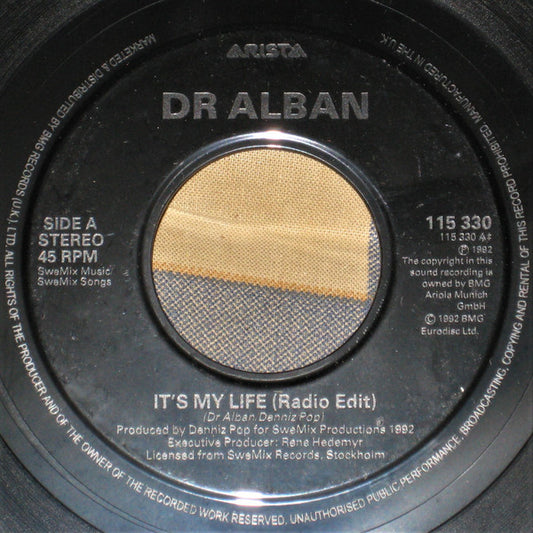 ARISTA
DR ALBAN
SIDE A
STEREO
45 RPM
SweMix Music
SweMix Songs
115 330
115 330 A
℗ 1992
The copyright in this
sound recording is
owned by BMG
Ariola Munich
GmbH
© 1992 BMG
Eurodisc Ltd.
IT'S MY LIFE (Radio Edit)
(Dr Alban Denniz Pop)
Produced by Denniz Pop for SweMix Productions 1992
Executive Producer: Rene Hedemyr
Licensed from SweMix Records, Stockholm
MARKETED & DISTRIBUTED BY BMG RECORDS (U.K.) LTD. ALL RIGHTS OF THE PRODUCER AND OF THE OWNER OF THE RECORDED WORK RESERVED. UNAUTHORISED PUBLIC PERFORMANCE, BROADCASTING, COPYING AND RENTAL OF THIS RECORD PROHIBITED. MANUFACTURED IN THE U.K.